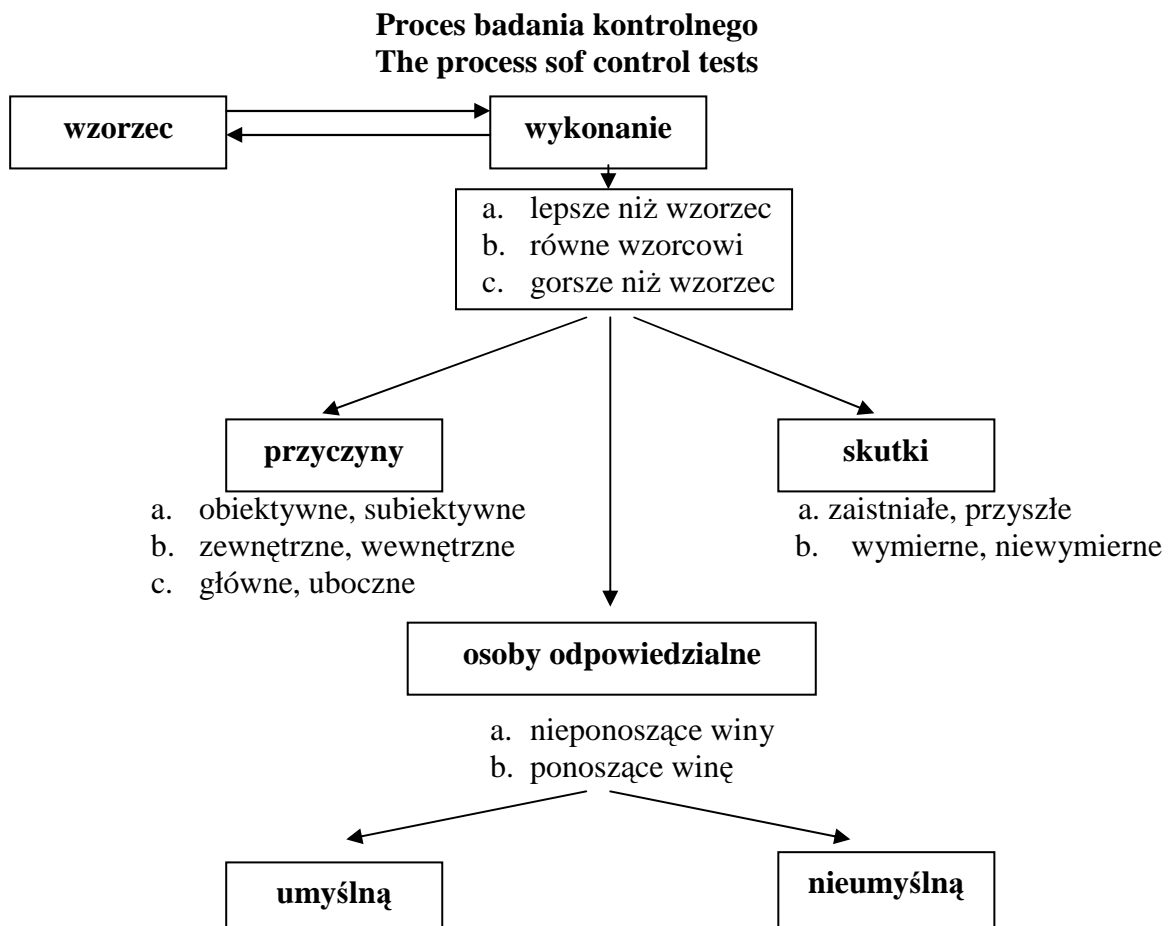 Proces badania kontrolnego
The process sof control tests
wzorzec
wykonanie
a. lepsze niż wzorzec
b. równe wzorcowi
c. gorsze niż wzorzec
przyczyny
a. obiektywne, subiektywne
b. zewnętrzne, wewnętrzne
c. główne, uboczne
skutki
a. zaistniałe, przyszłe
b. wymierne, niewymierne
osoby odpowiedzialne
a. nieponoszące winy
b. ponoszące winę
umyślną
nieumyślną